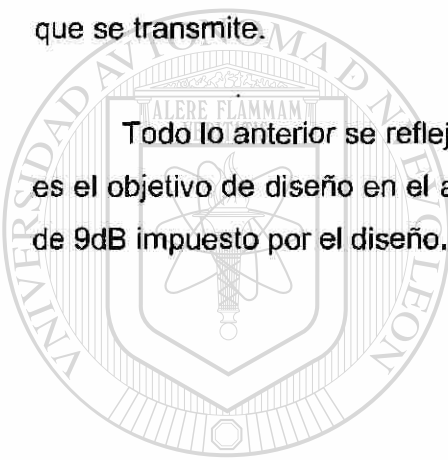 que se transmite.
ALERE FLAMMAM
Todo lo anterior se reflej
es el objetivo de diseño en el a
de 9dB impuesto por el diseño.